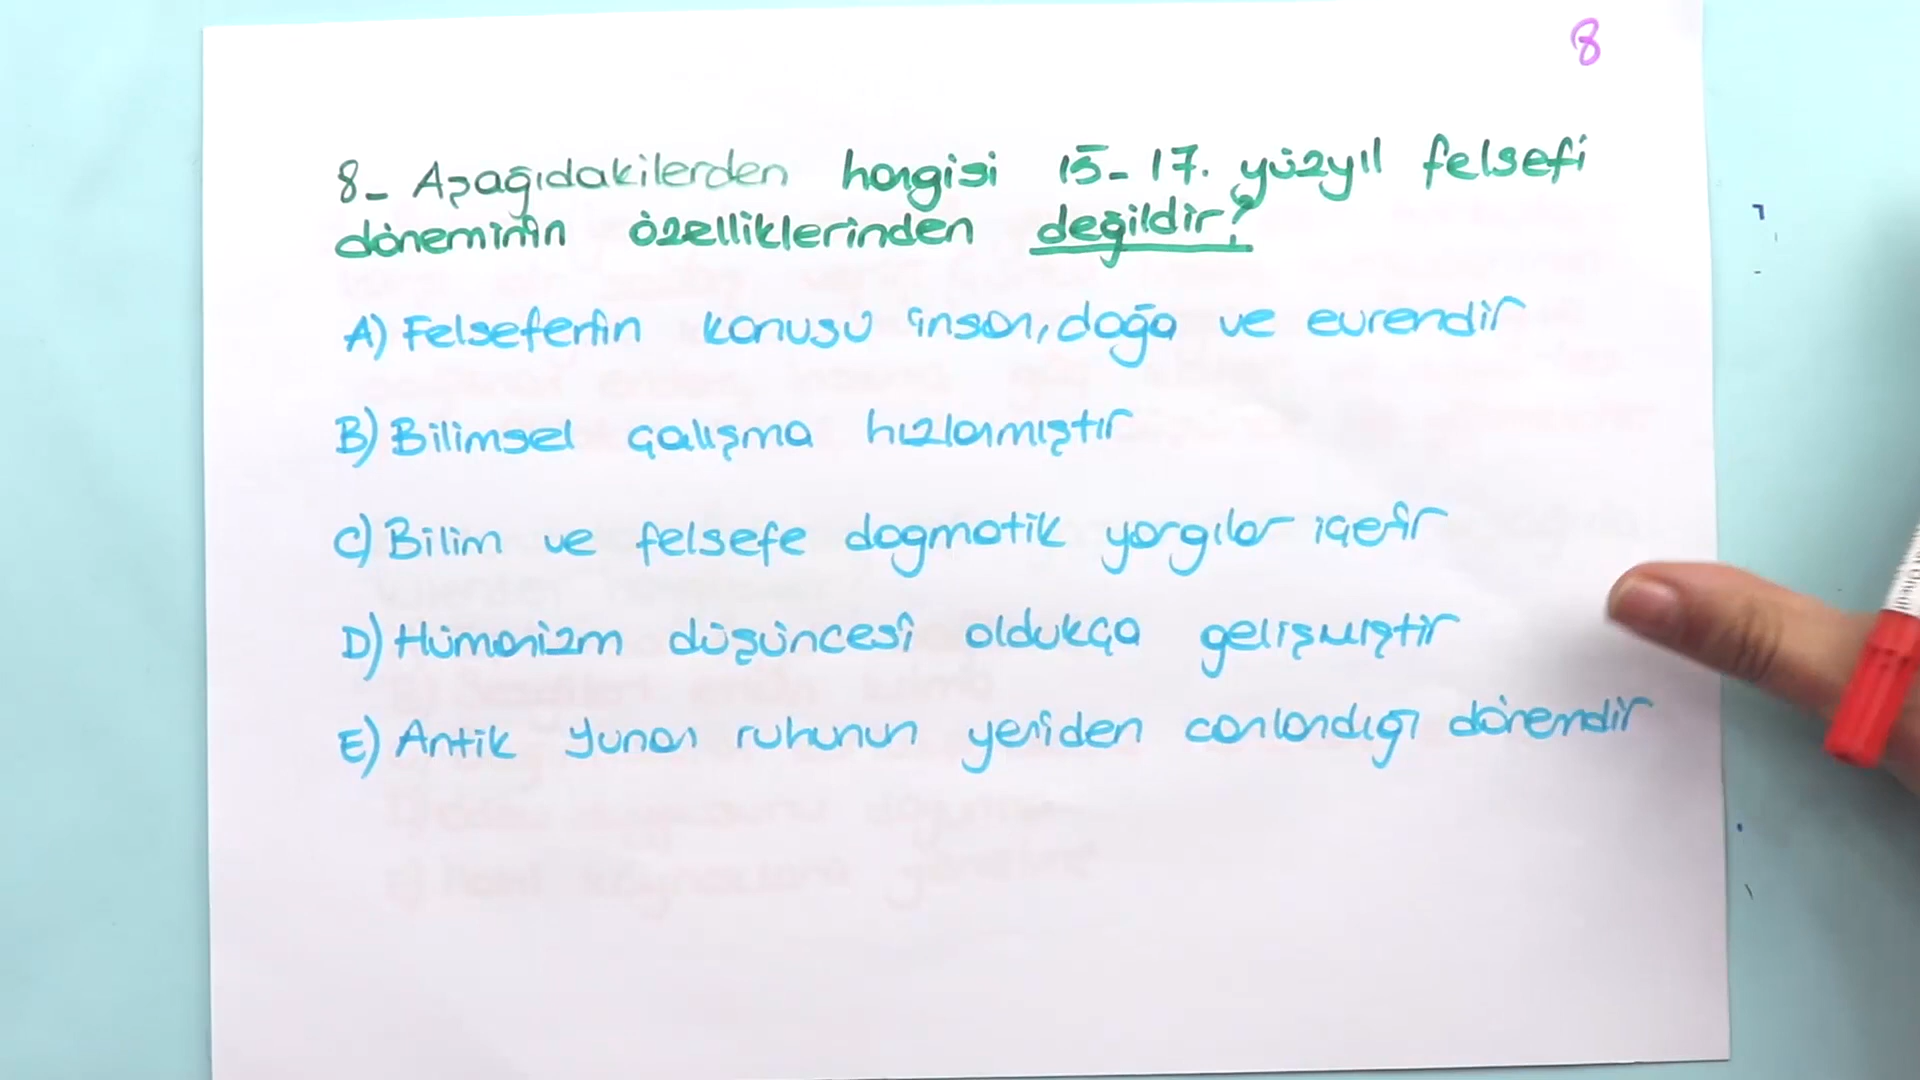 8
8- Aşağıdakilerden hangisi 15-17. yüzyıl felsefi
döneminin özelliklerinden değildir?
A) Felsefenin konusu insan, doğa ve evrendir
B) Bilimsel çalışma hızlanmıştır
C) Bilim ve felsefe dogmatik yargılar içerir
D) Hümanizm düşüncesi oldukça gelişmiştir
E) Antik Yunan ruhunun yeniden canlandığı dönemdir